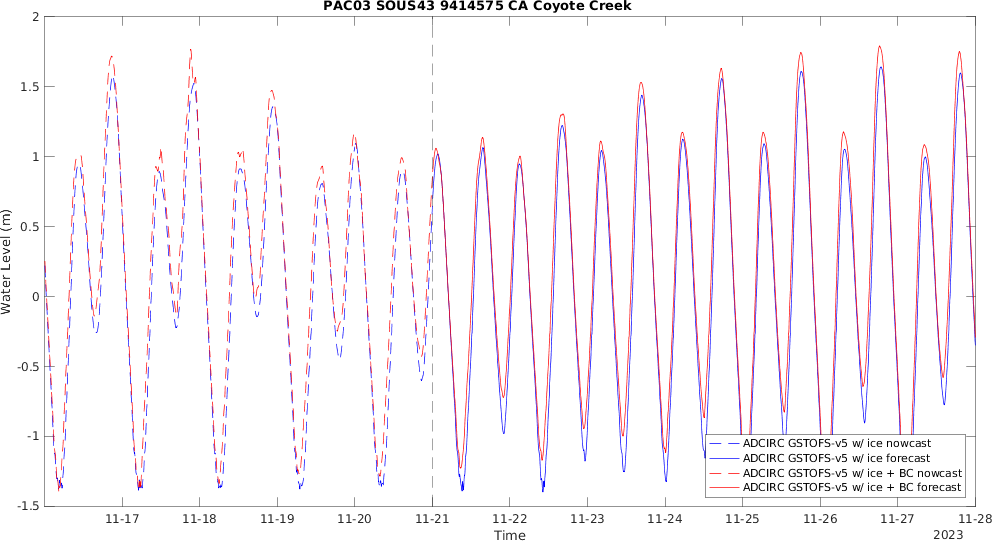 PAC03 SOUS43 9414575 CA Coyote Creek
2
1.5
1
0.5
0
-0.5
-1
-1.5
Water Level (m)
ADCIRC GSTOFS-v5 w/ ice nowcast
ADCIRC GSTOFS-v5 w/ ice forecast
ADCIRC GSTOFS-v5 w/ ice + BC nowcast
ADCIRC GSTOFS-v5 w/ ice + BC forecast
11-17 11-18 11-19 11-20 11-21 11-22 11-23 11-24 11-25 11-26 11-27 11-28
Time
2023